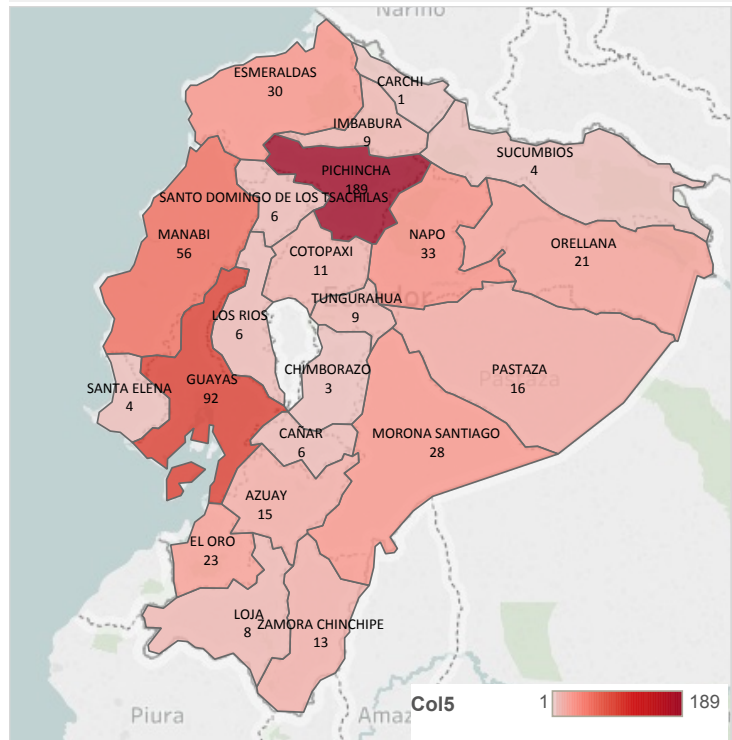 Nariño
ESMERALDAS
30
CARCHI
1
IMBABURA
9
SUCUMBIOS
4
PICHINCHA
189
SANTO DOMINGO DE LOS TSACHILAS
6
MANABI
56
NAPO
33
ORELLANA
21
COTOPAXI
11
TUNGURAHUA
9
LOS RIOS
6
CHIMBORAZO
3
PASTAZA
16
Pastaza
SANTA ELENA
4
GUAYAS
92
CAÑAR
6
MORONA SANTIAGO
28
AZUAY
15
EL ORO
23
LOJA
8
ZAMORA CHINCHIPE
13
Piura
Amaz
Col5
1
189